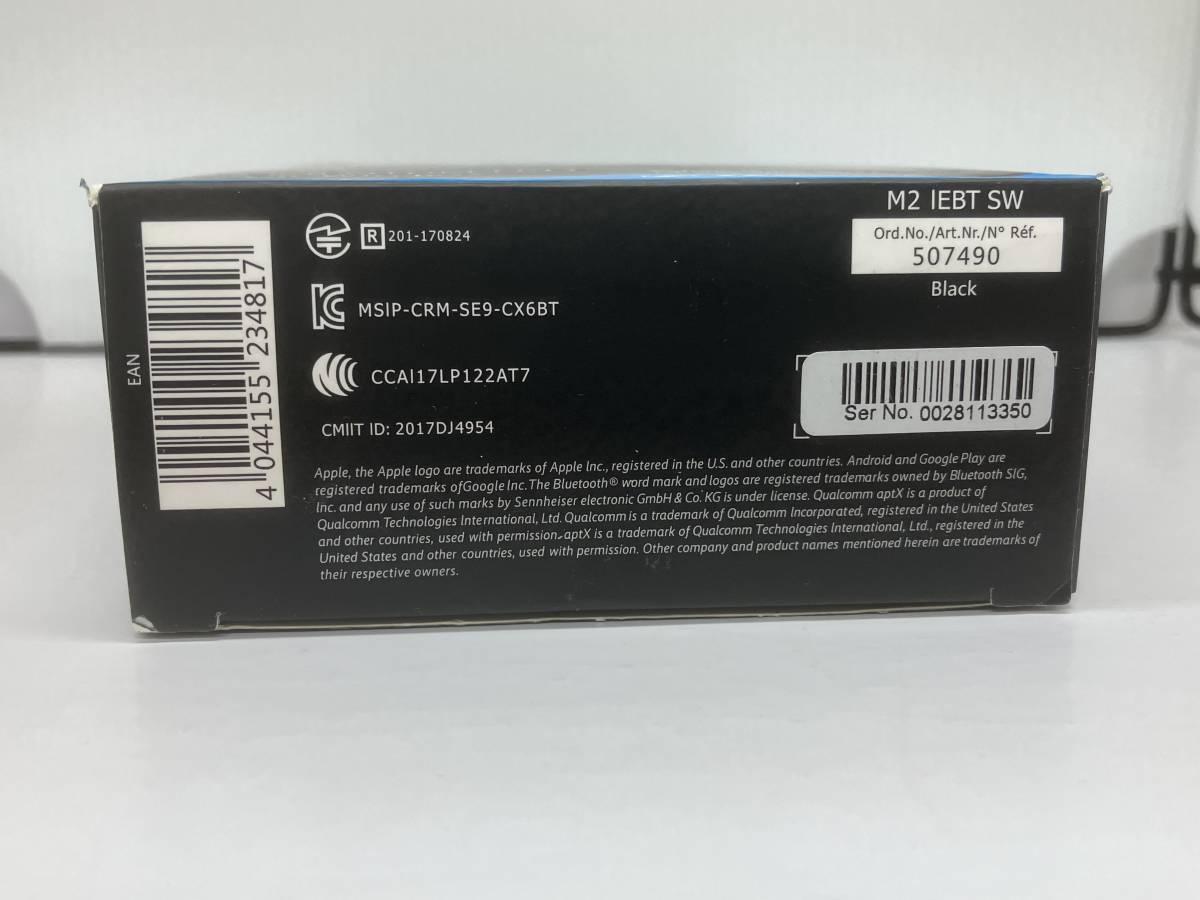 EAN
4 044155 234817
R 201-170824
MSIP-CRM-SE9-CX6BT
CCAI17LP122AT7
CMIIT ID: 2017DJ4954
M2 IEBT SW
Ord.No./Art.Nr./N° Réf.
507490
Black
Ser No. 0028113350
Apple, the Apple logo are trademarks of Apple Inc., registered in the U.S. and other countries. Android and Google Play are
registered trademarks of Google Inc. The Bluetooth® word mark and logos are registered trademarks owned by Bluetooth SIG,
Inc. and any use of such marks by Sennheiser electronic GmbH & Co. KG is under license. Qualcomm aptX is a product of
Qualcomm Technologies International, Ltd. Qualcomm is a trademark of Qualcomm Incorporated, registered in the United States
and other countries, used with permission. aptX is a trademark of Qualcomm Technologies International, Ltd., registered in the
United States and other countries, used with permission. Other company and product names mentioned herein are trademarks of
their respective owners.